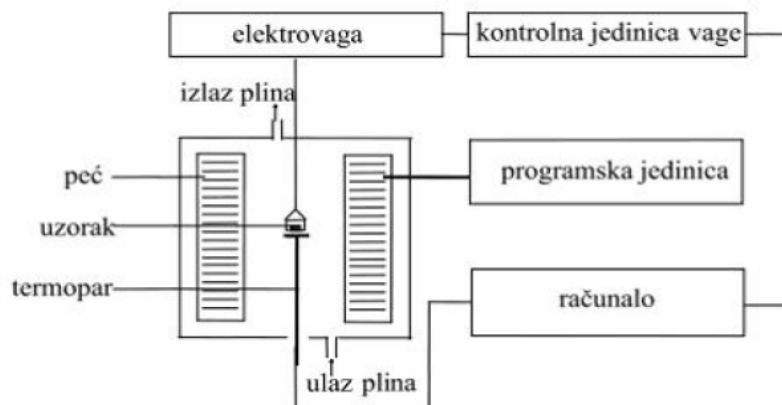 elektrovaga
kontrolna jedinica vage
izlaz plina
peć
programska jedinica
uzorak
termopar
računalo
ulaz plina